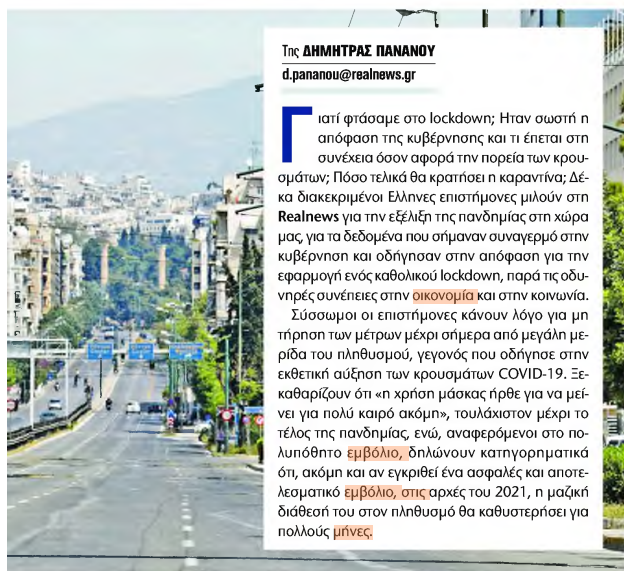 Της ΔΗΜΗΤΡΑΣ ΠΑΝΑΝΟΥ
d.pananou@realnews.gr
Γιατί φτάσαμε στο lockdown; Ηταν σωστή η
απόφαση της κυβέρνησης και τι έπεται στη
συνέχεια όσον αφορά την πορεία των κρου-
σμάτων; Πόσο τελικά θα κρατήσει η καραντίνα; Δέ-
κα διακεκριμένοι Ελληνες επιστήμονες μιλούν στη
Realnews για την εξέλιξη της πανδημίας στη χώρα
μας, για τα δεδομένα που σήμαναν συναγερμό στην
κυβέρνηση και οδήγησαν στην απόφαση για την
εφαρμογή ενός καθολικού lockdown, παρά τις οδυ-
νηρές συνέπειες στην οικονομία και στην κοινωνία.
Σύσσωμοι οι επιστήμονες κάνουν λόγο για μη
τήρηση των μέτρων μέχρι σήμερα από μεγάλη με-
ρίδα του πληθυσμού, γεγονός που οδήγησε στην
εκθετική αύξηση των κρουσμάτων COVID-19. Ξε-
καθαρίζουν ότι «η χρήση μάσκας ήρθε για να μεί-
νει για πολύ καιρό ακόμη», τουλάχιστον μέχρι το
τέλος της πανδημίας, ενώ, αναφερόμενοι στο πο-
λυπόθητο εμβόλιο, δηλώνουν κατηγορηματικά
ότι, ακόμη και αν εγκριθεί ένα ασφαλές και αποτε-
λεσματικό εμβόλιο, στις αρχές του 2021, η μαζική
διάθεσή του στον πληθυσμό θα καθυστερήσει για
πολλούς μήνες.